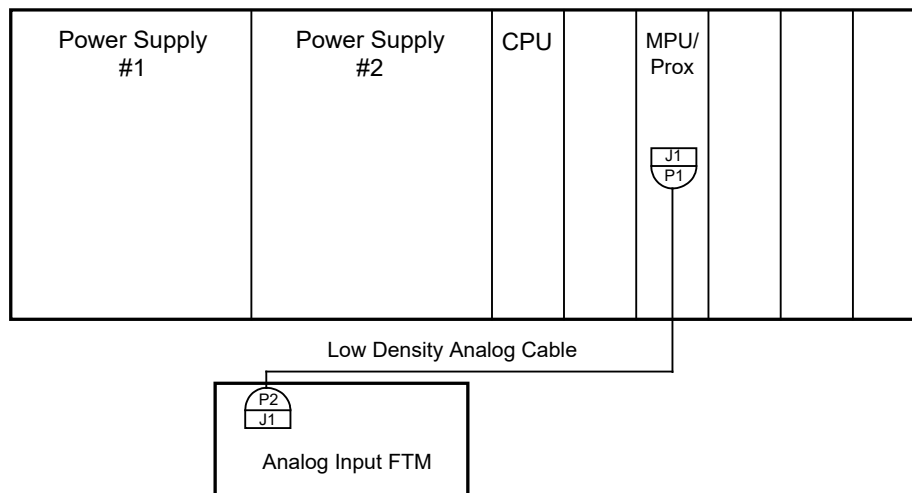 Power Supply
#1
Power Supply
#2
CPU
MPU/
Prox
J1
P1
Low Density Analog Cable
P2
J1
Analog Input FTM